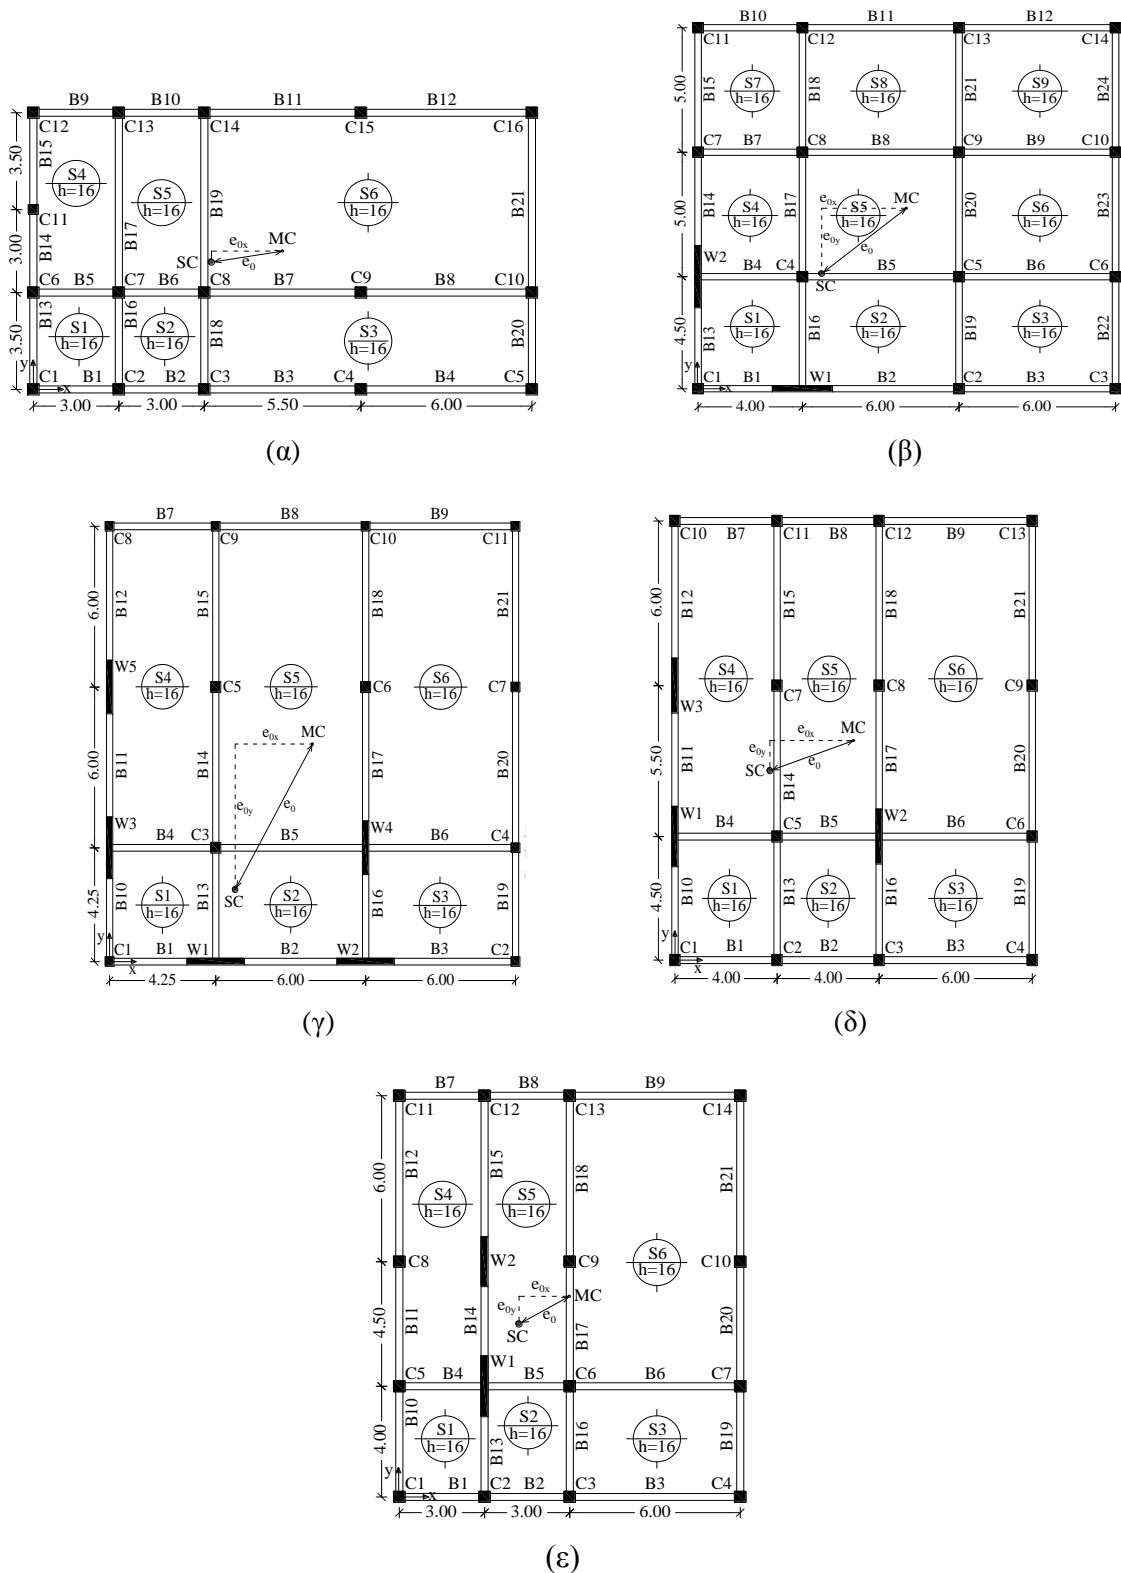 B9 B10 B11 B12
C12 C13 C14 C15 C16
3.50 B15 S4 h=16 S5 h=16 B19 S6 h=16 B21
C11
3.00 B14 B17 e0x MC
SC e0
C6 B5 C7 B6 C8 B7 C9 B8 C10
3.50 B13 S1 h=16 B16 S2 h=16 B18 S3 h=16 B20
y C1 x B1 C2 B2 C3 B3 C4 B4 C5
3.00 3.00 5.50 6.00
(α)
B10 B11 B12
C11 C12 C13 C14
5.00 B15 S7 h=16 B18 S8 h=16 B21 S9 h=16 B24
C7 B7 C8 B8 C9 B9 C10
5.00 B14 S4 h=16 B17 e0x S5 h=16 MC B20 S6 h=16 B23
e0y e0
W2 B4 C4 SC B5 C5 B6 C6
4.50 B13 S1 h=16 B16 S2 h=16 B19 S3 h=16 B22
y C1 x B1 W1 B2 C2 B3 C3
4.00 6.00 6.00
(β)
B7 B8 B9
C8 C9 C10 C11
6.00 B12 B15 B18 B21
W5 S4 h=16 C5 S5 h=16 C6 S6 h=16 C7
6.00 B11 B14 e0x MC B17 B20
e0y e0
W3 B4 C3 B5 W4 B6 C4
4.25 B10 S1 h=16 B13 SC S2 h=16 B16 S3 h=16 B19
y C1 x B1 W1 B2 W2 B3 C2
4.25 6.00 6.00
(γ)
C10 B7 C11 B8 C12 B9 C13
6.00 B12 B15 B18 B21
S4 h=16 C7 S5 h=16 C8 S6 h=16 C9
W3
5.50 B11 e0x MC B17 B20
e0y SC B14 e0
W1 B4 C5 B5 W2 B6 C6
4.50 B10 S1 h=16 B13 S2 h=16 B16 S3 h=16 B19
y C1 x B1 C2 B2 C3 B3 C4
4.00 4.00 6.00
(δ)
B7 B8 B9
C11 C12 C13 C14
6.00 B12 B15 B18 B21
S4 h=16 S5 h=16
C8 W2 C9 S6 h=16 C10
4.50 B11 B14 e0x MC B20
e0y SC e0 B17
C5 B4 W1 B5 C6 B6 C7
4.00 B10 S1 h=16 B13 S2 h=16 B16 S3 h=16 B19
y C1 x B1 C2 B2 C3 B3 C4
3.00 3.00 6.00
(ε)